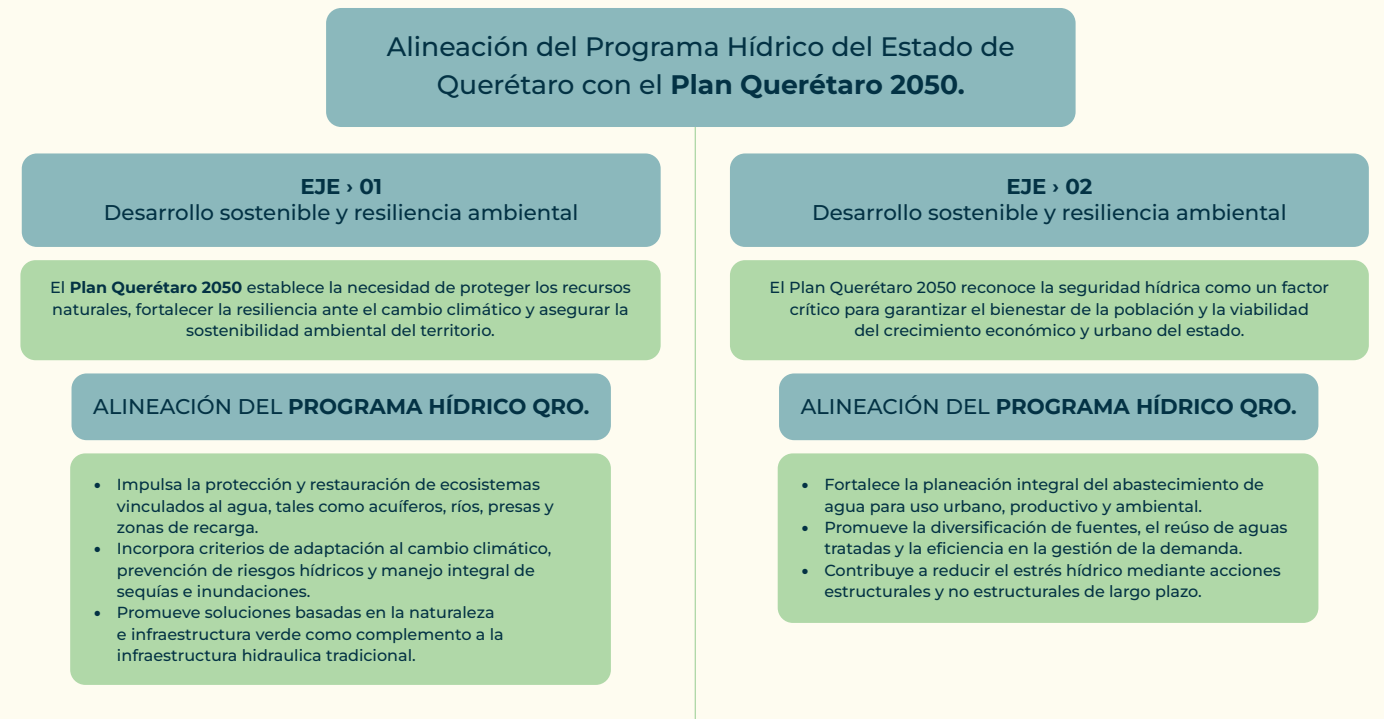 Alineación del Programa Hídrico del Estado de
Querétaro con el Plan Querétaro 2050.
EJE › 01
Desarrollo sostenible y resiliencia ambiental
El Plan Querétaro 2050 establece la necesidad de proteger los recursos
naturales, fortalecer la resiliencia ante el cambio climático y asegurar la
sostenibilidad ambiental del territorio.
ALINEACIÓN DEL PROGRAMA HÍDRICO QRO.
• Impulsa la protección y restauración de ecosistemas
vinculados al agua, tales como acuíferos, ríos, presas y
zonas de recarga.
• Incorpora criterios de adaptación al cambio climático,
prevención de riesgos hídricos y manejo integral de
sequías e inundaciones.
• Promueve soluciones basadas en la naturaleza
e infraestructura verde como complemento a la
infraestructura hidraulica tradicional.
EJE › 02
Desarrollo sostenible y resiliencia ambiental
El Plan Querétaro 2050 reconoce la seguridad hídrica como un factor
crítico para garantizar el bienestar de la población y la viabilidad
del crecimiento económico y urbano del estado.
ALINEACIÓN DEL PROGRAMA HÍDRICO QRO.
• Fortalece la planeación integral del abastecimiento de
agua para uso urbano, productivo y ambiental.
• Promueve la diversificación de fuentes, el reúso de aguas
tratadas y la eficiencia en la gestión de la demanda.
• Contribuye a reducir el estrés hídrico mediante acciones
estructurales y no estructurales de largo plazo.